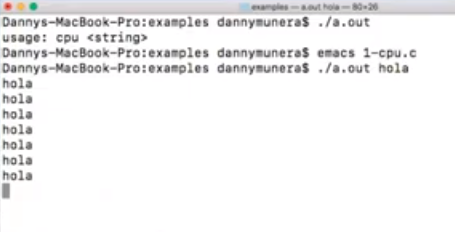 examples — a.out hola — 80×26
Dannys-MacBook-Pro:examples dannymunera$ ./a.out
usage: cpu <string>
Dannys-MacBook-Pro:examples dannymunera$ emacs 1-cpu.c
Dannys-MacBook-Pro:examples dannymunera$ ./a.out hola
hola
hola
hola
hola
hola
hola
hola